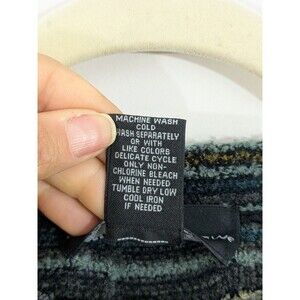 MACHINE WASH
COLD
WASH SEPARATELY
OR WITH
LIKE COLORS
DELICATE CYCLE
ONLY NON-
CHLORINE BLEACH
WHEN NEEDED
TUMBLE DRY LOW
COOL IRON
IF NEEDED